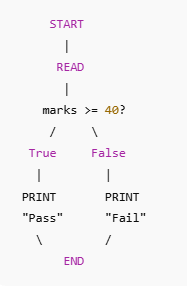 START
|
READ
|
marks >= 40?
/ \
True False
| |
PRINT PRINT
"Pass" "Fail"
\ /
END